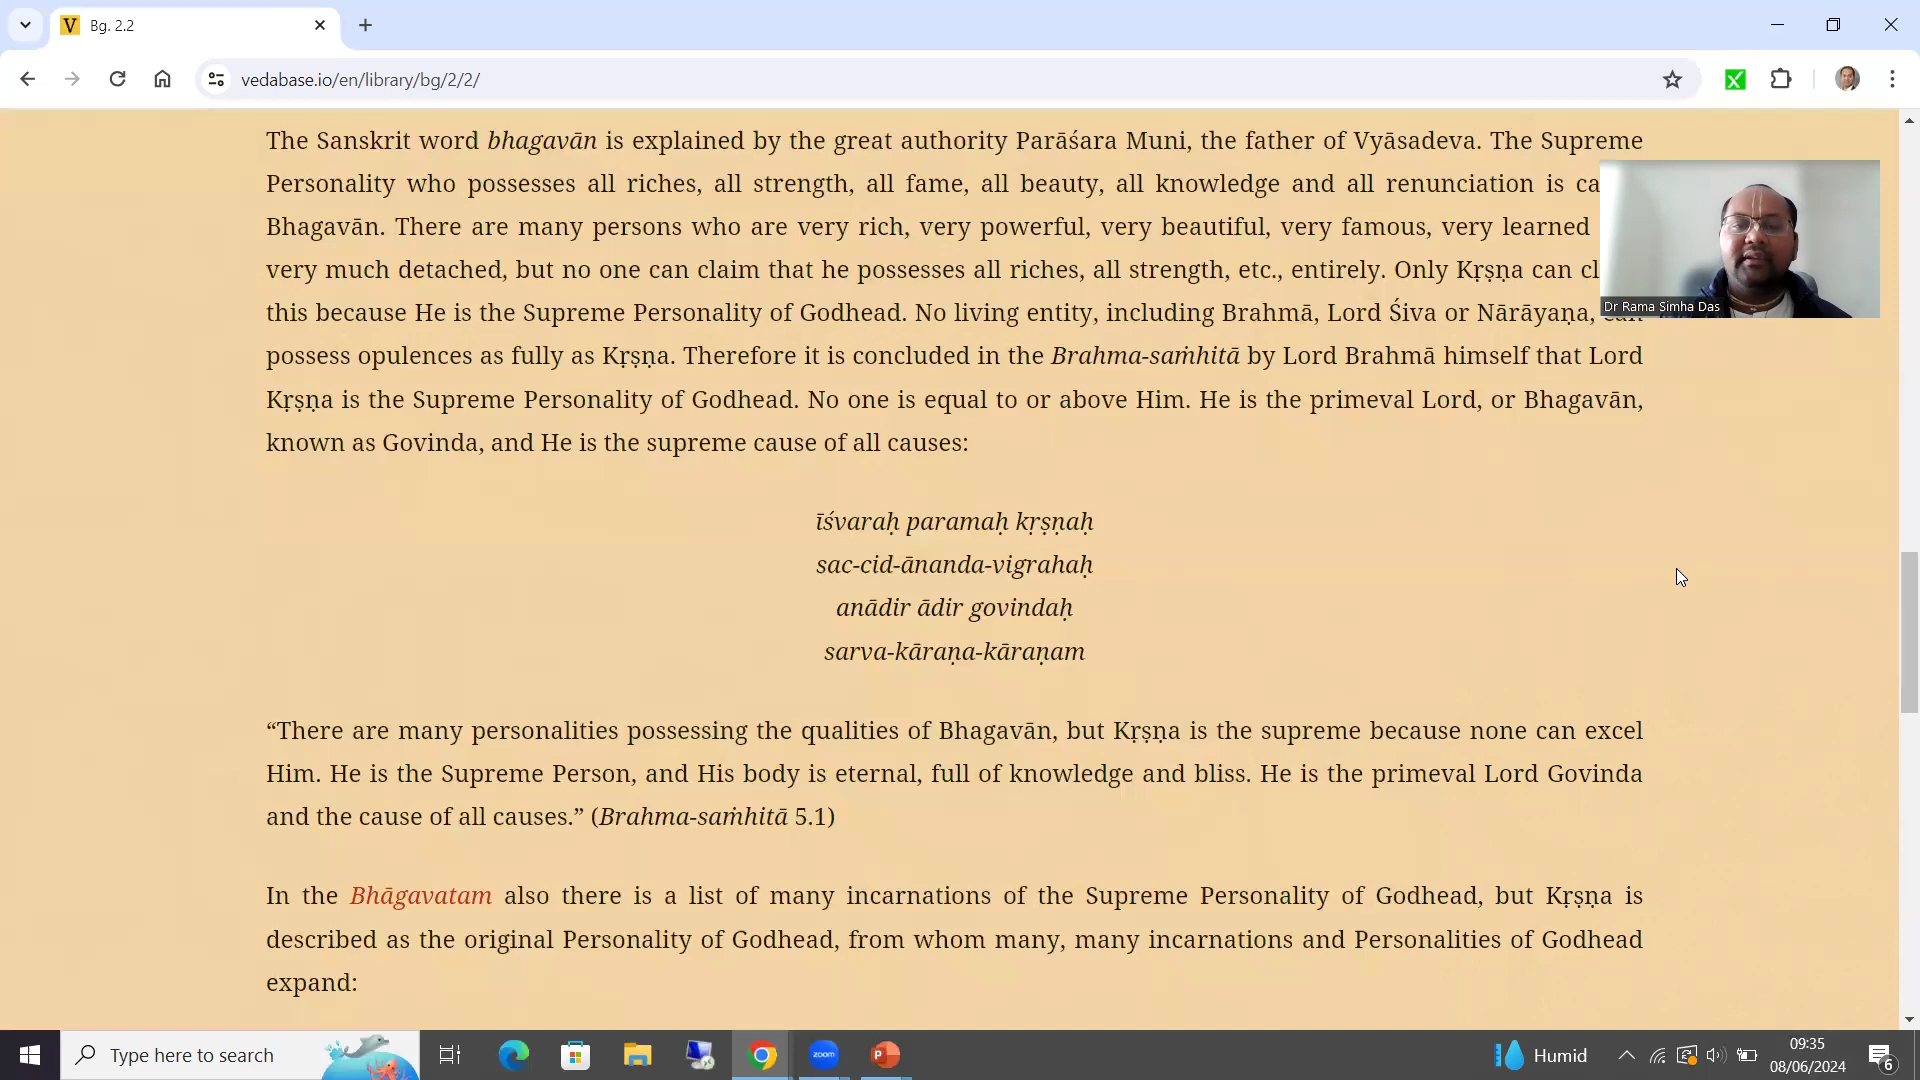 Bg. 2.2
vedabase.io/en/library/bg/2/2/
The Sanskrit word bhagavān is explained by the great authority Parāśara Muni, the father of Vyāsadeva. The Supreme
Personality who possesses all riches, all strength, all fame, all beauty, all knowledge and all renunciation is ca
Bhagavān. There are many persons who are very rich, very powerful, very beautiful, very famous, very learned
very much detached, but no one can claim that he possesses all riches, all strength, etc., entirely. Only Kṛṣṇa can cl
this because He is the Supreme Personality of Godhead. No living entity, including Brahmā, Lord Śiva or Nārāyaṇa, can
possess opulences as fully as Kṛṣṇa. Therefore it is concluded in the Brahma-saṁhitā by Lord Brahmā himself that Lord
Kṛṣṇa is the Supreme Personality of Godhead. No one is equal to or above Him. He is the primeval Lord, or Bhagavān,
known as Govinda, and He is the supreme cause of all causes:
Dr Rama Simha Das
īśvaraḥ paramaḥ kṛṣṇaḥ
sac-cid-ānanda-vigrahaḥ
anādir ādir govindaḥ
sarva-kāraṇa-kāraṇam
“There are many personalities possessing the qualities of Bhagavān, but Kṛṣṇa is the supreme because none can excel
Him. He is the Supreme Person, and His body is eternal, full of knowledge and bliss. He is the primeval Lord Govinda
and the cause of all causes.” (Brahma-saṁhitā 5.1)
In the Bhāgavatam also there is a list of many incarnations of the Supreme Personality of Godhead, but Kṛṣṇa is
described as the original Personality of Godhead, from whom many, many incarnations and Personalities of Godhead
expand:
Type here to search
zoom
Humid
09:35
08/06/2024
6